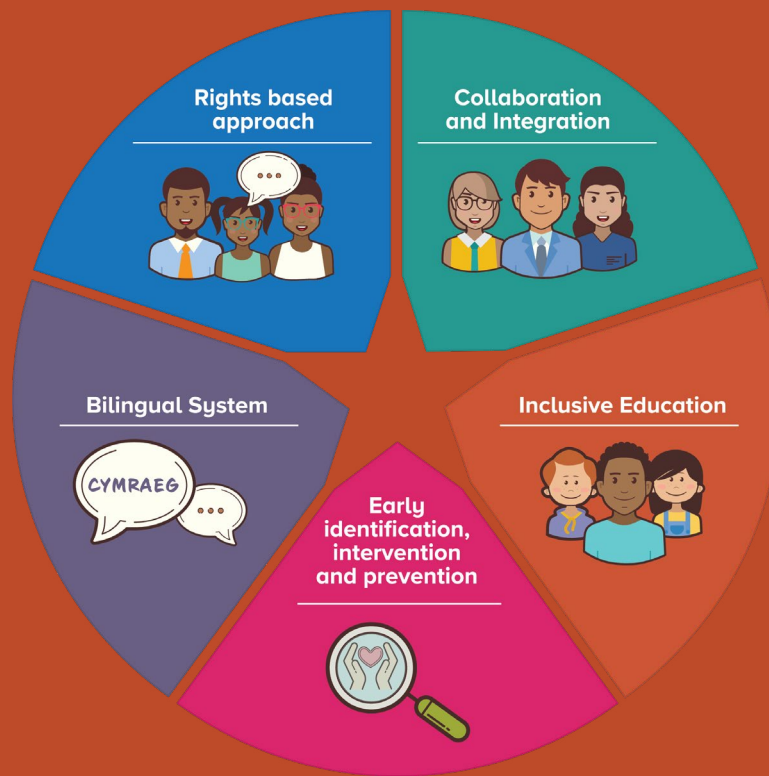 Rights based
approach
Collaboration
and Integration
Bilingual System
CYMRAEG
Inclusive Education
Early
identification,
intervention
and prevention